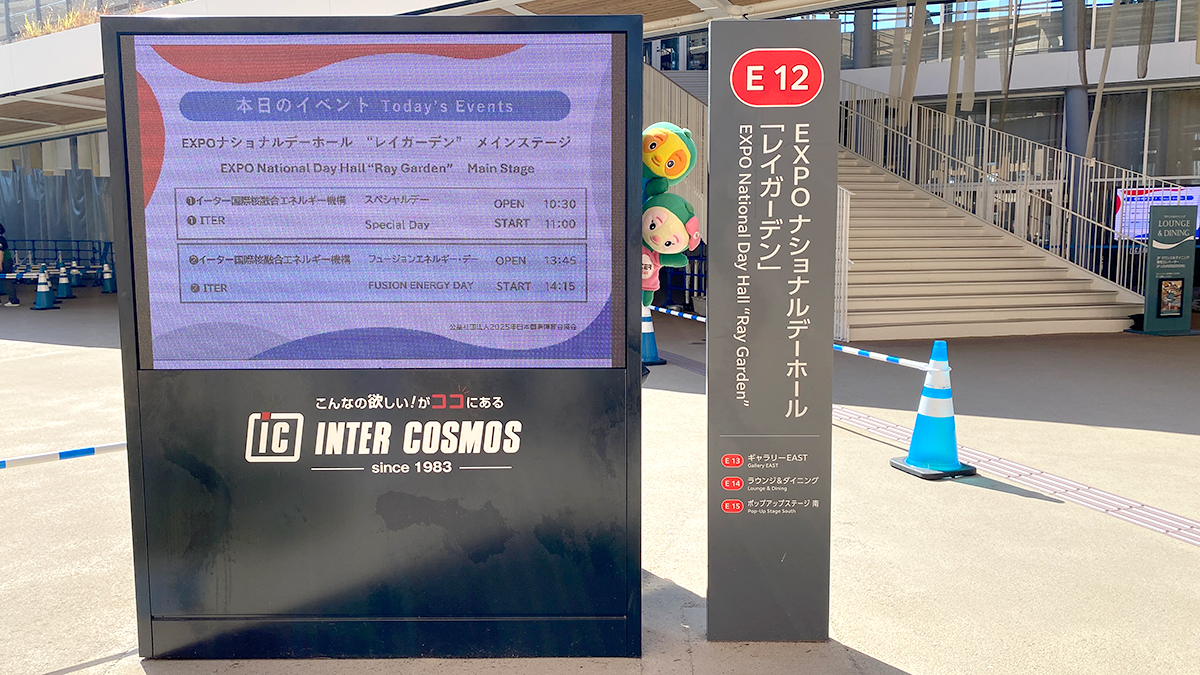 本日のイベント Today's Events
EXPOナショナルデーホール “レイガーデン” メインステージ
EXPO National Day Hall “Ray Garden” Main Stage
❶イーター国際核融合エネルギー機構 スペシャルデー OPEN 10:30
❶ ITER Special Day START 11:00
❷イーター国際核融合エネルギー機構 フュージョンエネルギー・デー OPEN 13:45
❷ ITER FUSION ENERGY DAY START 14:15
公益社団法人2025年日本国際博覧会協会
こんなの欲しい!がココにある
iC INTER COSMOS
since 1983
E 12
EXPO ナショナルデーホール
「レイガーデン」
EXPO National Day Hall “Ray Garden”
E 13 ギャラリーEAST
Gallery EAST
E 14 ラウンジ&ダイニング
Lounge & Dining
E 15 ポップアップステージ 南
Pop-Up Stage South
LOUNGE
& DINING